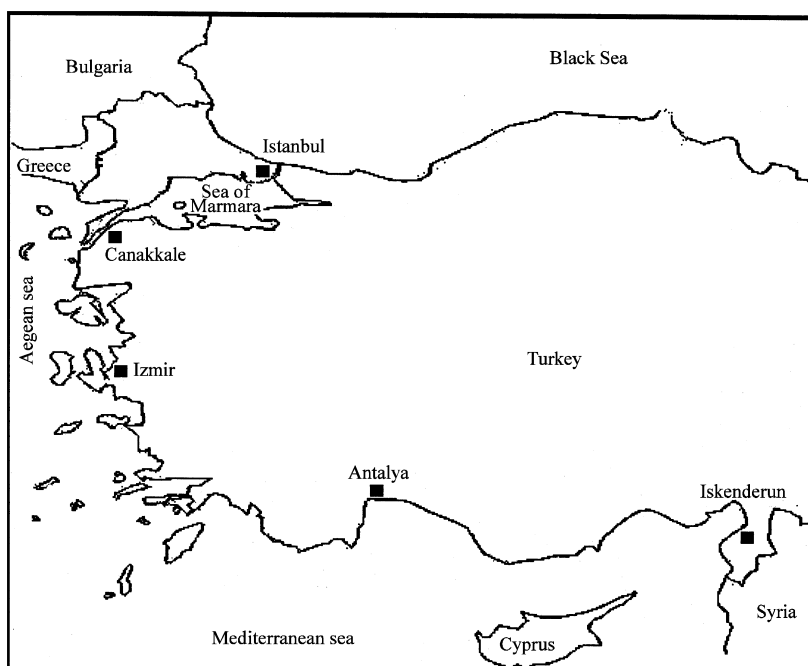 Black Sea
Bulgaria
Istanbul
Greece
Sea of
Marmara
Canakkale
Aegean sea
Turkey
Izmir
Antalya
Iskenderun
Syria
Mediterranean sea
Cyprus